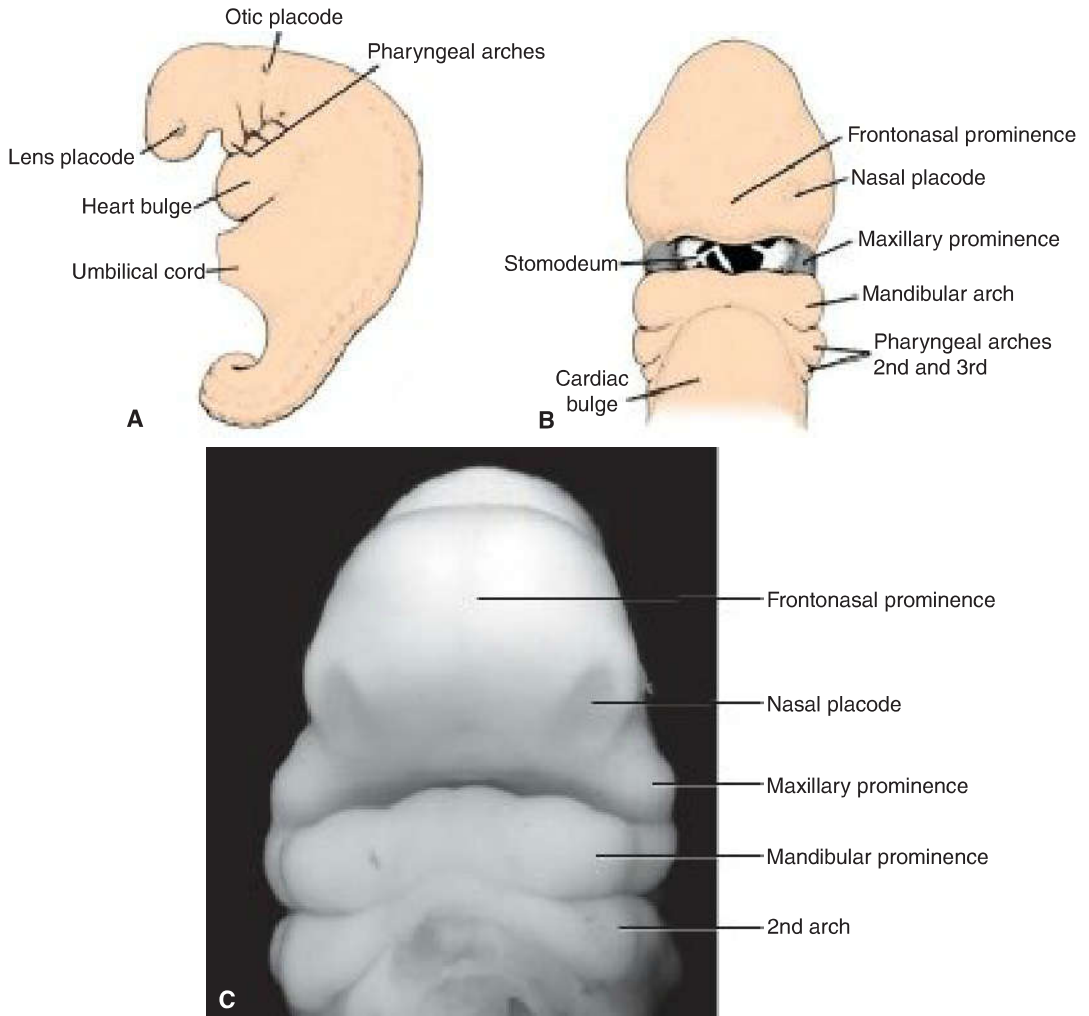 Otic placode
Pharyngeal arches
Lens placode
Heart bulge
Umbilical cord
A
Frontonasal prominence
Nasal placode
Maxillary prominence
Stomodeum
Mandibular arch
Pharyngeal arches
2nd and 3rd
Cardiac
bulge
B
Frontonasal prominence
Nasal placode
Maxillary prominence
Mandibular prominence
2nd arch
C